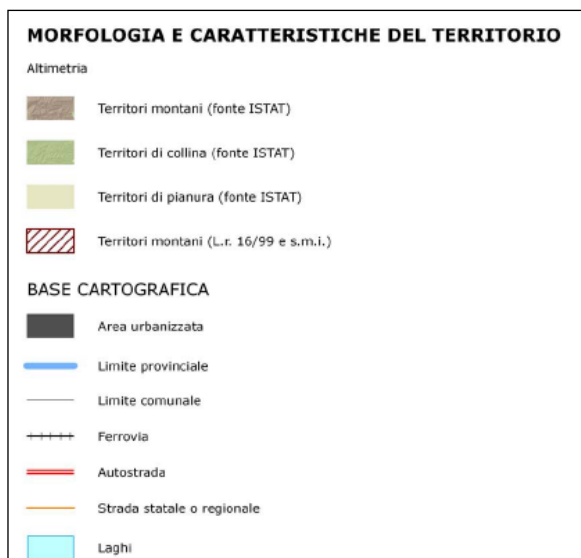 MORFOLOGIA E CARATTERISTICHE DEL TERRITORIO
Altimetria
Territori montani (fonte ISTAT)
Territori di collina (fonte ISTAT)
Territori di pianura (fonte ISTAT)
Territori montani (L.r. 16/99 e s.m.i.)
BASE CARTOGRAFICA
Area urbanizzata
Limite provinciale
Limite comunale
Ferrovia
Autostrada
Strada statale o regionale
Laghi